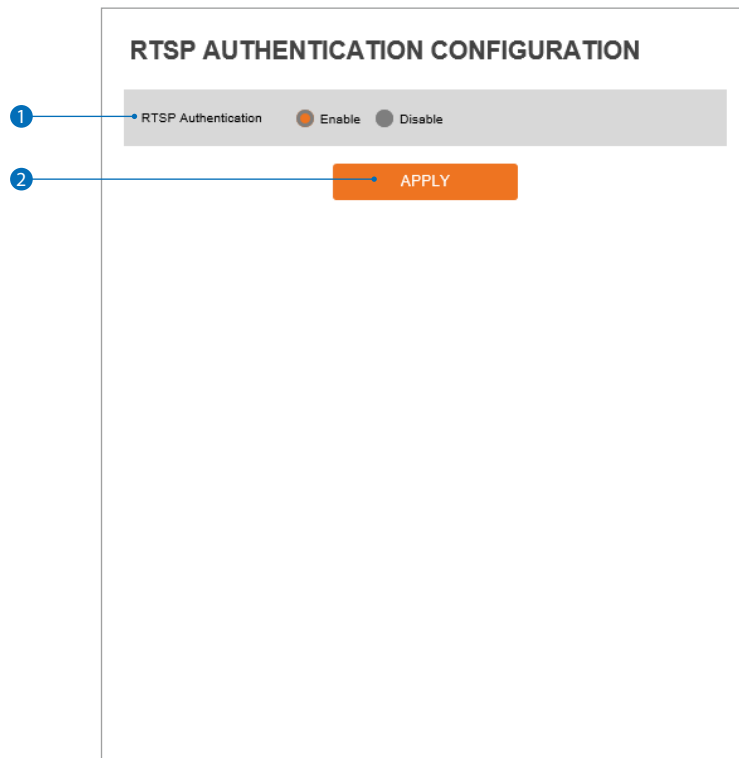 RTSP AUTHENTICATION CONFIGURATION
1 RTSP Authentication Enable Disable
2 APPLY